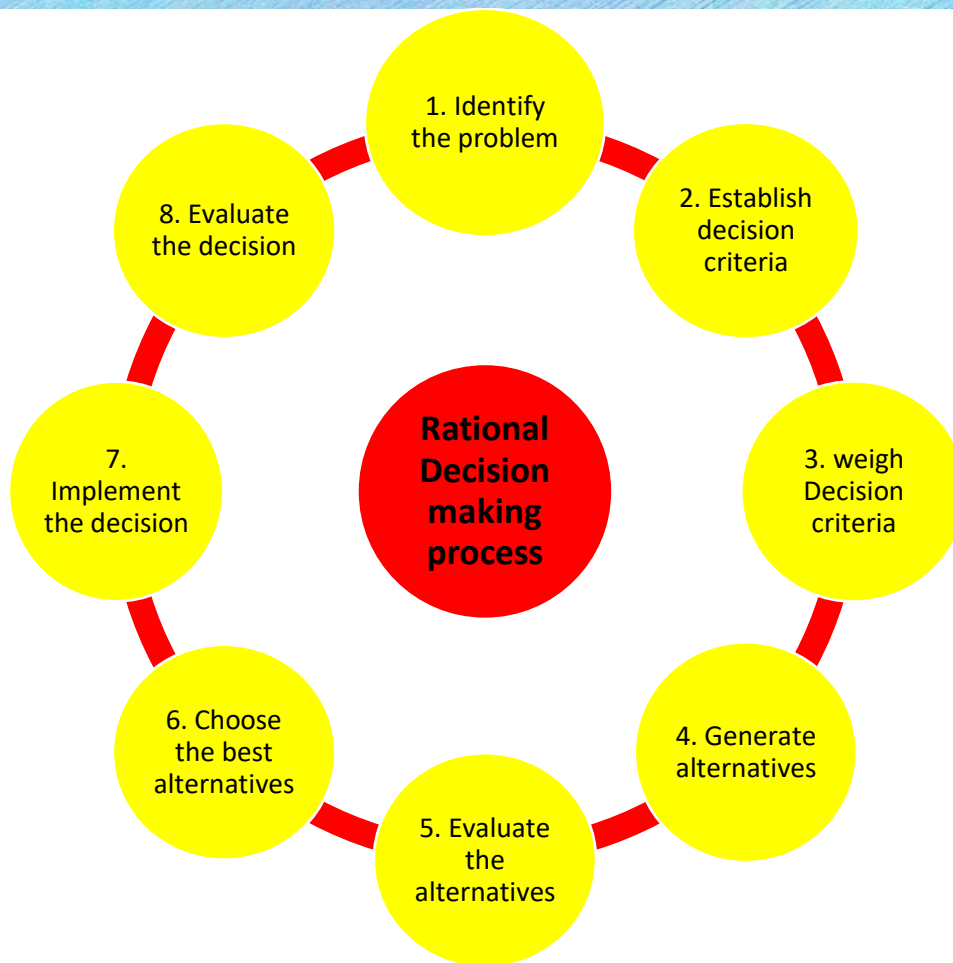 1. Identify
the problem
2. Establish
decision
criteria
3. weigh
Decision
criteria
4. Generate
alternatives
5. Evaluate
the
alternatives
6. Choose
the best
alternatives
7.
Implement
the decision
8. Evaluate
the decision
Rational
Decision
making
process